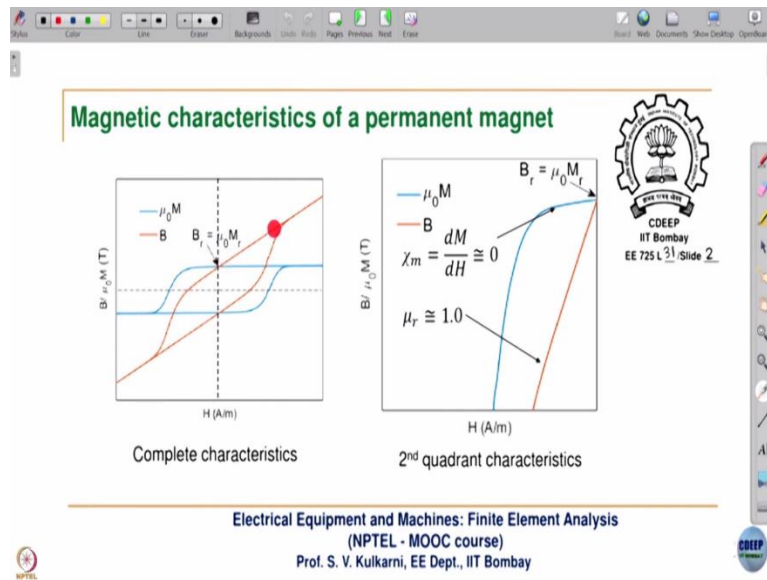 Stylus
Color
Line
Eraser
Backgrounds
Undo
Redo
Pages
Previous
Next
Erase
Board
Web
Documents
Show Desktop
OpenBoar
Magnetic characteristics of a permanent magnet
CDEEP
IIT Bombay
EE 725 L 31 /Slide 2
μ₀M
B
Bᵣ = μ₀Mᵣ
B/ μ₀M (T)
H (A/m)
Complete characteristics
Bᵣ = μ₀Mᵣ
μ₀M
B
χₘ = dM/dH ≅ 0
μᵣ ≅ 1.0
B/ μ₀M (T)
H (A/m)
2nd quadrant characteristics
Electrical Equipment and Machines: Finite Element Analysis
(NPTEL - MOOC course)
Prof. S. V. Kulkarni, EE Dept., IIT Bombay
NPTEL
CDEEP